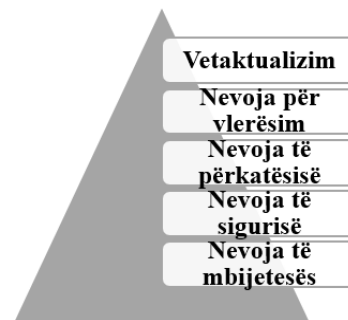 Vetaktualizim
Nevoja për
vlerësim
Nevoja të
përkatësisë
Nevoja të
sigurisë
Nevoja të
mbijetesës